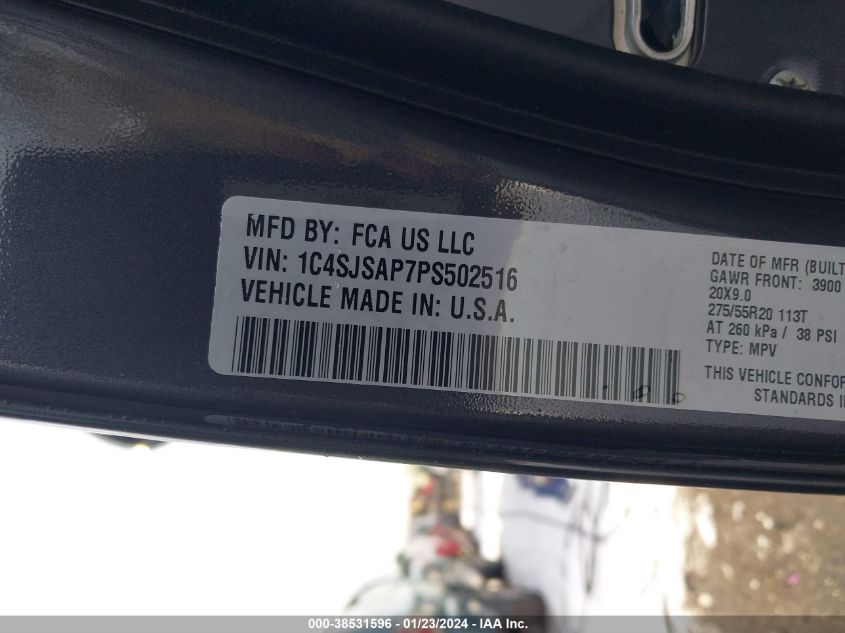 MFD BY: FCA US LLC
VIN: 1C4SJSAP7PS502516
VEHICLE MADE IN: U.S.A.
DATE OF MFR (BUILT
GAWR FRONT: 3900
20X9.0
275/55R20 113T
AT 260 kPa / 38 PSI
TYPE: MPV
THIS VEHICLE CONFOR
STANDARDS I
000-38531596 - 01/23/2024 - IAA Inc.